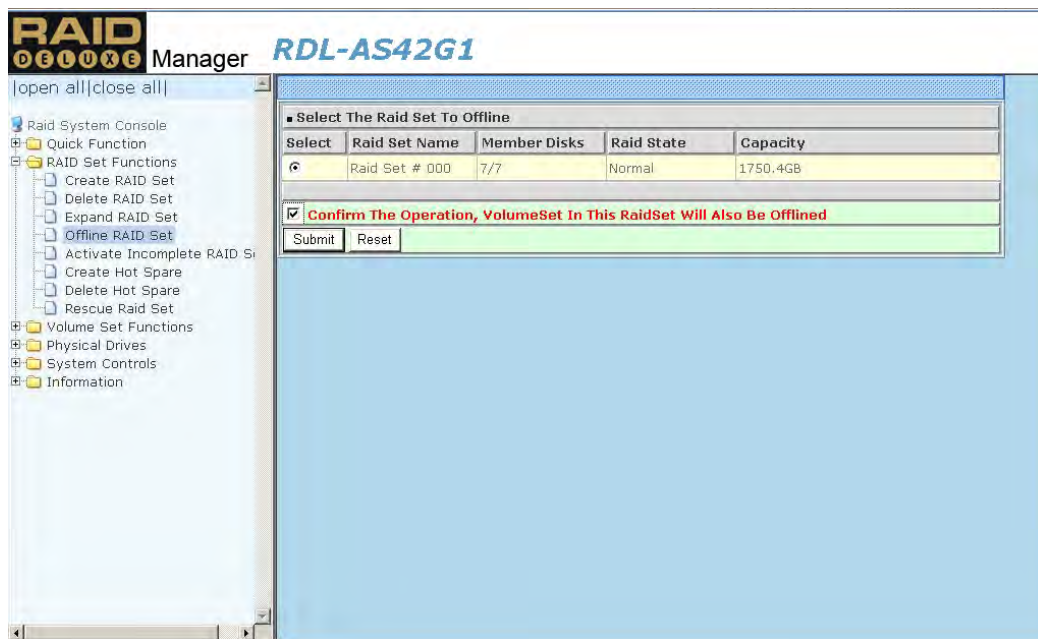 RAID
DELUXE Manager
RDL-AS42G1
|open all|close all|
Raid System Console
Quick Function
RAID Set Functions
Create RAID Set
Delete RAID Set
Expand RAID Set
Offline RAID Set
Activate Incomplete RAID S
Create Hot Spare
Delete Hot Spare
Rescue Raid Set
Volume Set Functions
Physical Drives
System Controls
Information
Select The Raid Set To Offline
Select Raid Set Name Member Disks Raid State Capacity
Raid Set # 000 7/7 Normal 1750.4GB
Confirm The Operation, VolumeSet In This RaidSet Will Also Be Offlined
Submit Reset